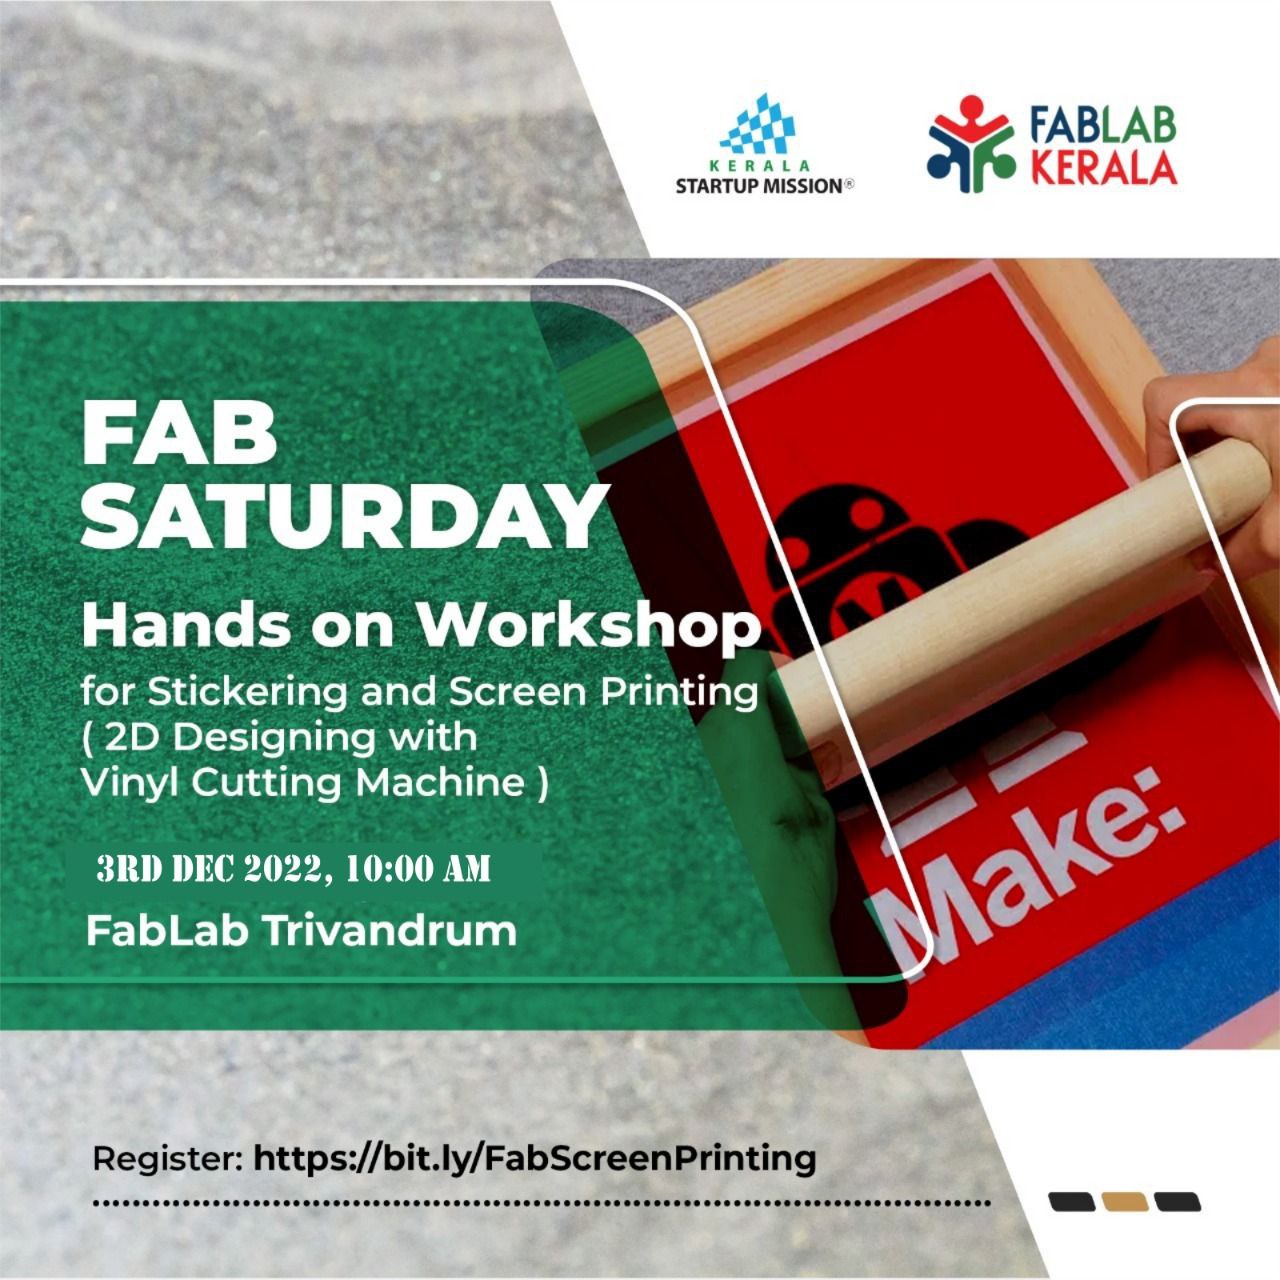 KERALA
STARTUP MISSION®
FABLAB
KERALA
FAB
SATURDAY
Hands on Workshop
for Stickering and Screen Printing
( 2D Designing with
Vinyl Cutting Machine )
3RD DEC 2022, 10:00 AM
FabLab Trivandrum
Make:
Register: https://bit.ly/FabScreenPrinting